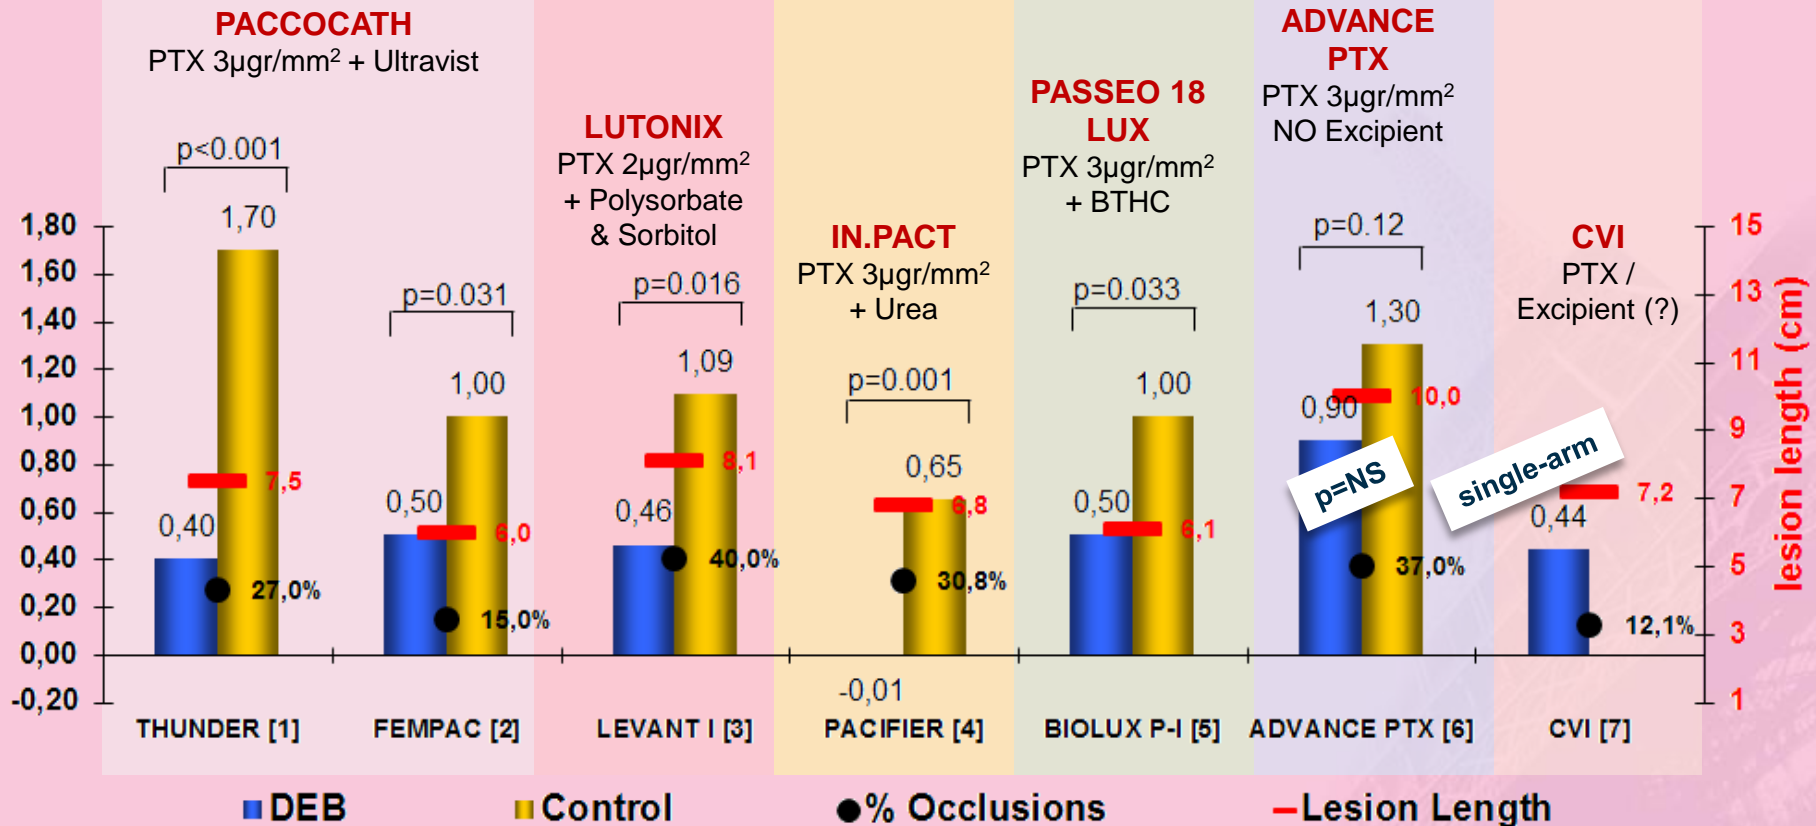 PACCOCATH
PTX 3µgr/mm² + Ultravist
p<0.001
1,70
0,40
7,5
27,0%
p=0.031
1,00
0,50
6,0
15,0%
LUTONIX
PTX 2µgr/mm²
+ Polysorbate
& Sorbitol
p=0.016
1,09
0,46
8,1
40,0%
IN.PACT
PTX 3µgr/mm²
+ Urea
p=0.001
0,65
6,8
30,8%
-0,01
PASSEO 18
LUX
PTX 3µgr/mm²
+ BTHC
p=0.033
1,00
0,50
6,1
ADVANCE
PTX
PTX 3µgr/mm²
NO Excipient
p=0.12
1,30
0,90
10,0
p=NS
37,0%
CVI
PTX /
Excipient (?)
single-arm
7,2
0,44
12,1%
1,80
1,60
1,40
1,20
1,00
0,80
0,60
0,40
0,20
0,00
-0,20
15
13
11
9
7
5
3
1
lesion length (cm)
THUNDER [1]
FEMPAC [2]
LEVANT I [3]
PACIFIER [4]
BIOLUX P-I [5]
ADVANCE PTX [6]
CVI [7]
DEB
Control
% Occlusions
Lesion Length